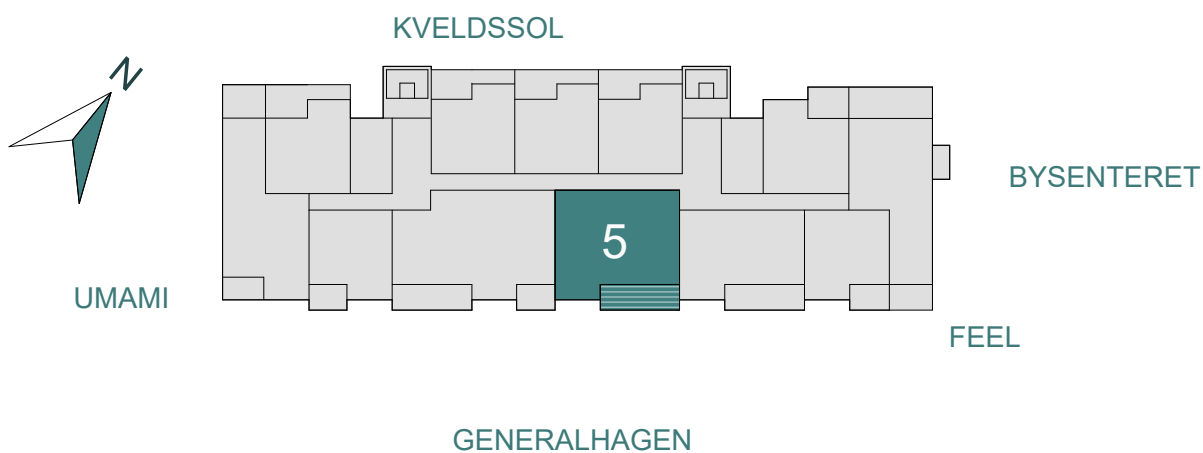 KVELDSSOL
N
BYSENTERET
5
UMAMI
FEEL
GENERALHAGEN